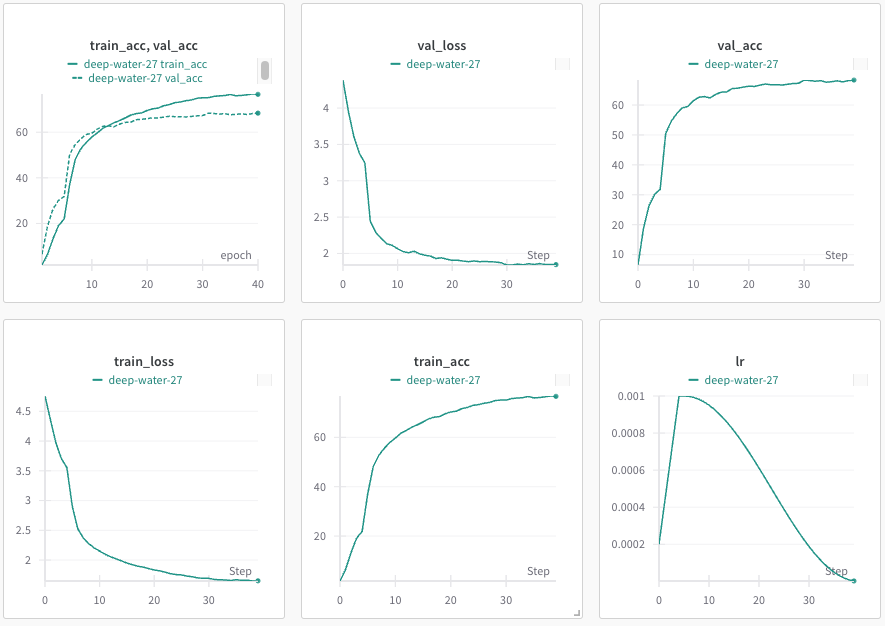 train_acc, val_acc
deep-water-27 train_acc
deep-water-27 val_acc
60
40
20
epoch
10
20
30
40
val_loss
deep-water-27
4
3.5
3
2.5
2
Step
0
10
20
30
val_acc
deep-water-27
60
50
40
30
20
10
Step
0
10
20
30
train_loss
deep-water-27
4.5
4
3.5
3
2.5
2
Step
0
10
20
30
train_acc
deep-water-27
60
40
20
Step
0
10
20
30
lr
deep-water-27
0.001
0.0008
0.0006
0.0004
0.0002
Step
0
10
20
30